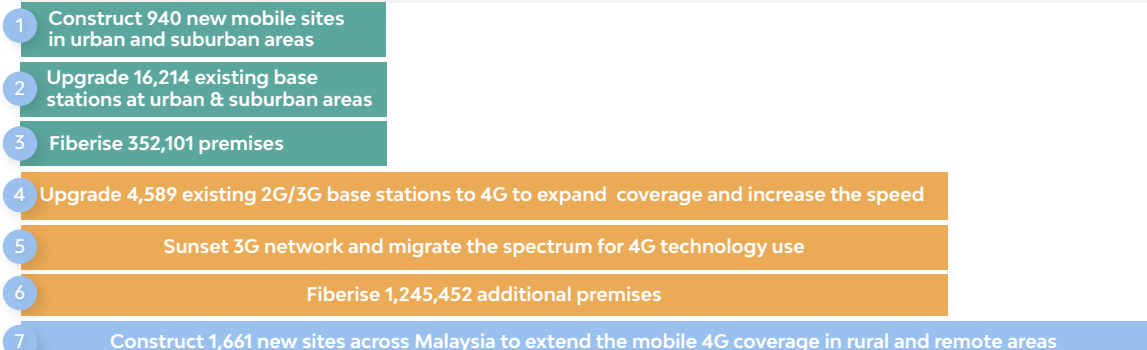 1
Construct 940 new mobile sites
in urban and suburban areas
2
Upgrade 16,214 existing base
stations at urban & suburban areas
3
Fiberise 352,101 premises
4
Upgrade 4,589 existing 2G/3G base stations to 4G to expand coverage and increase the speed
5
Sunset 3G network and migrate the spectrum for 4G technology use
6
Fiberise 1,245,452 additional premises
7
Construct 1,661 new sites across Malaysia to extend the mobile 4G coverage in rural and remote areas